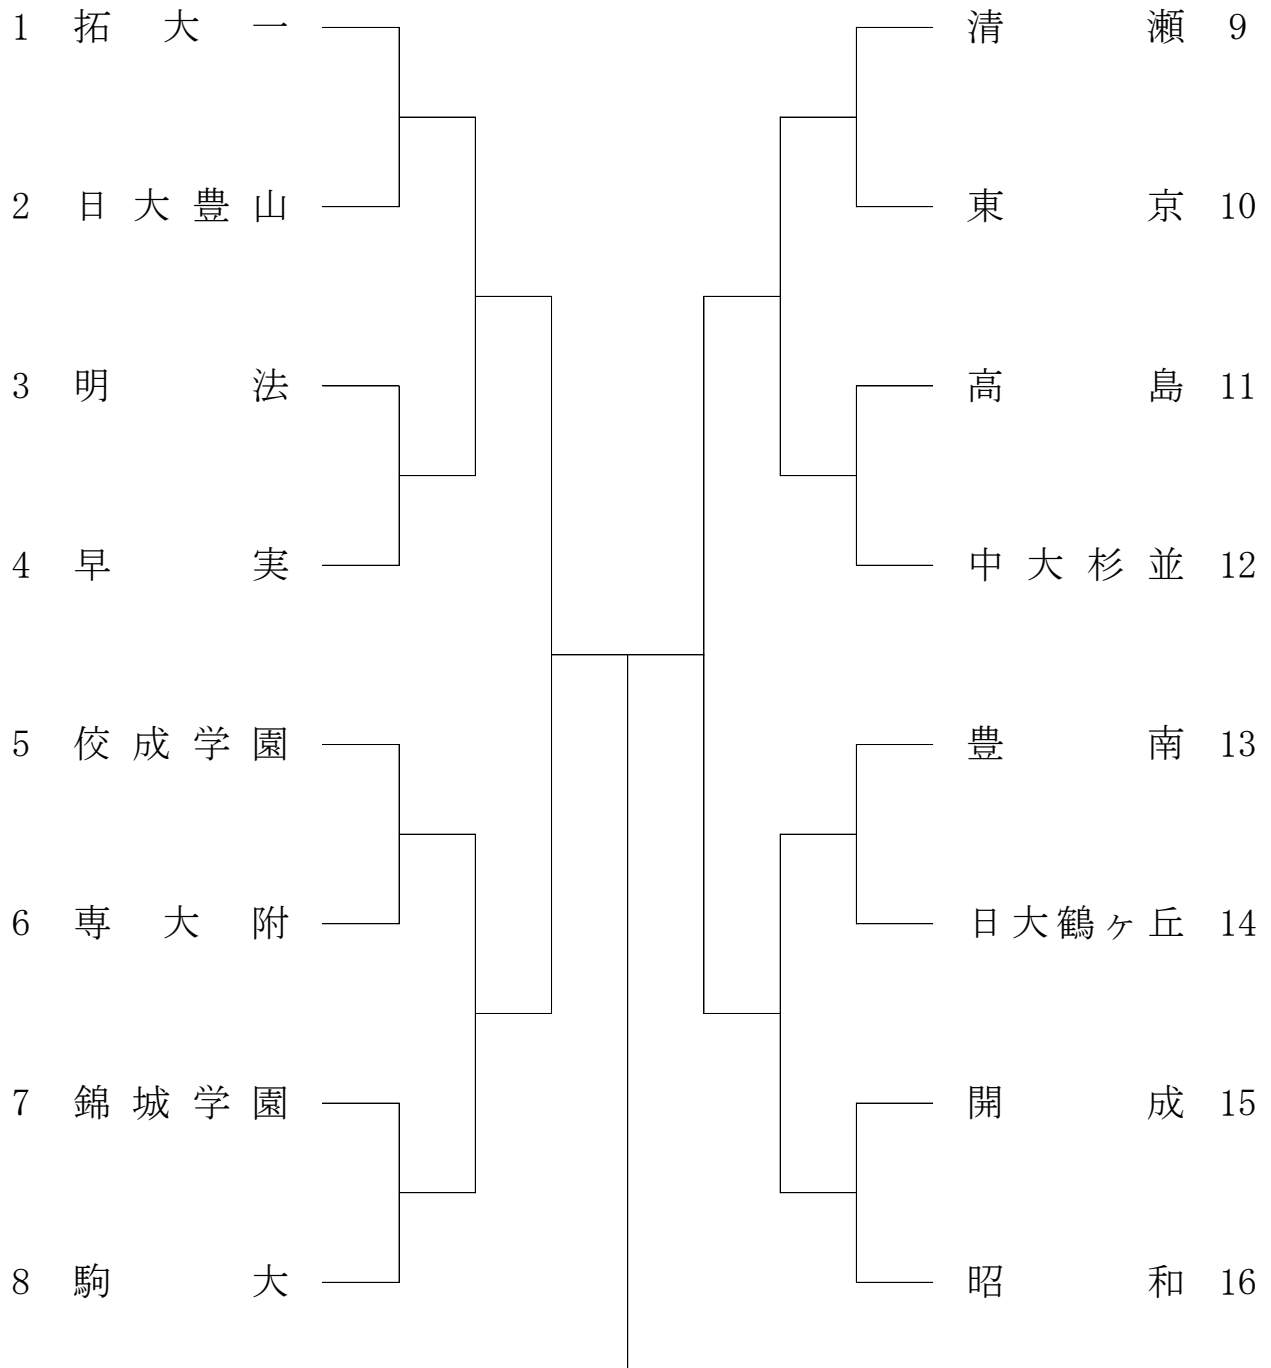 1 拓大一
2 日大豊山
3 明法
4 早実
5 佼成学園
6 専大附
7 錦城学園
8 駒大
清瀬 9
東京 10
高島 11
中大杉並 12
豊南 13
日大鶴ヶ丘 14
開成 15
昭和 16